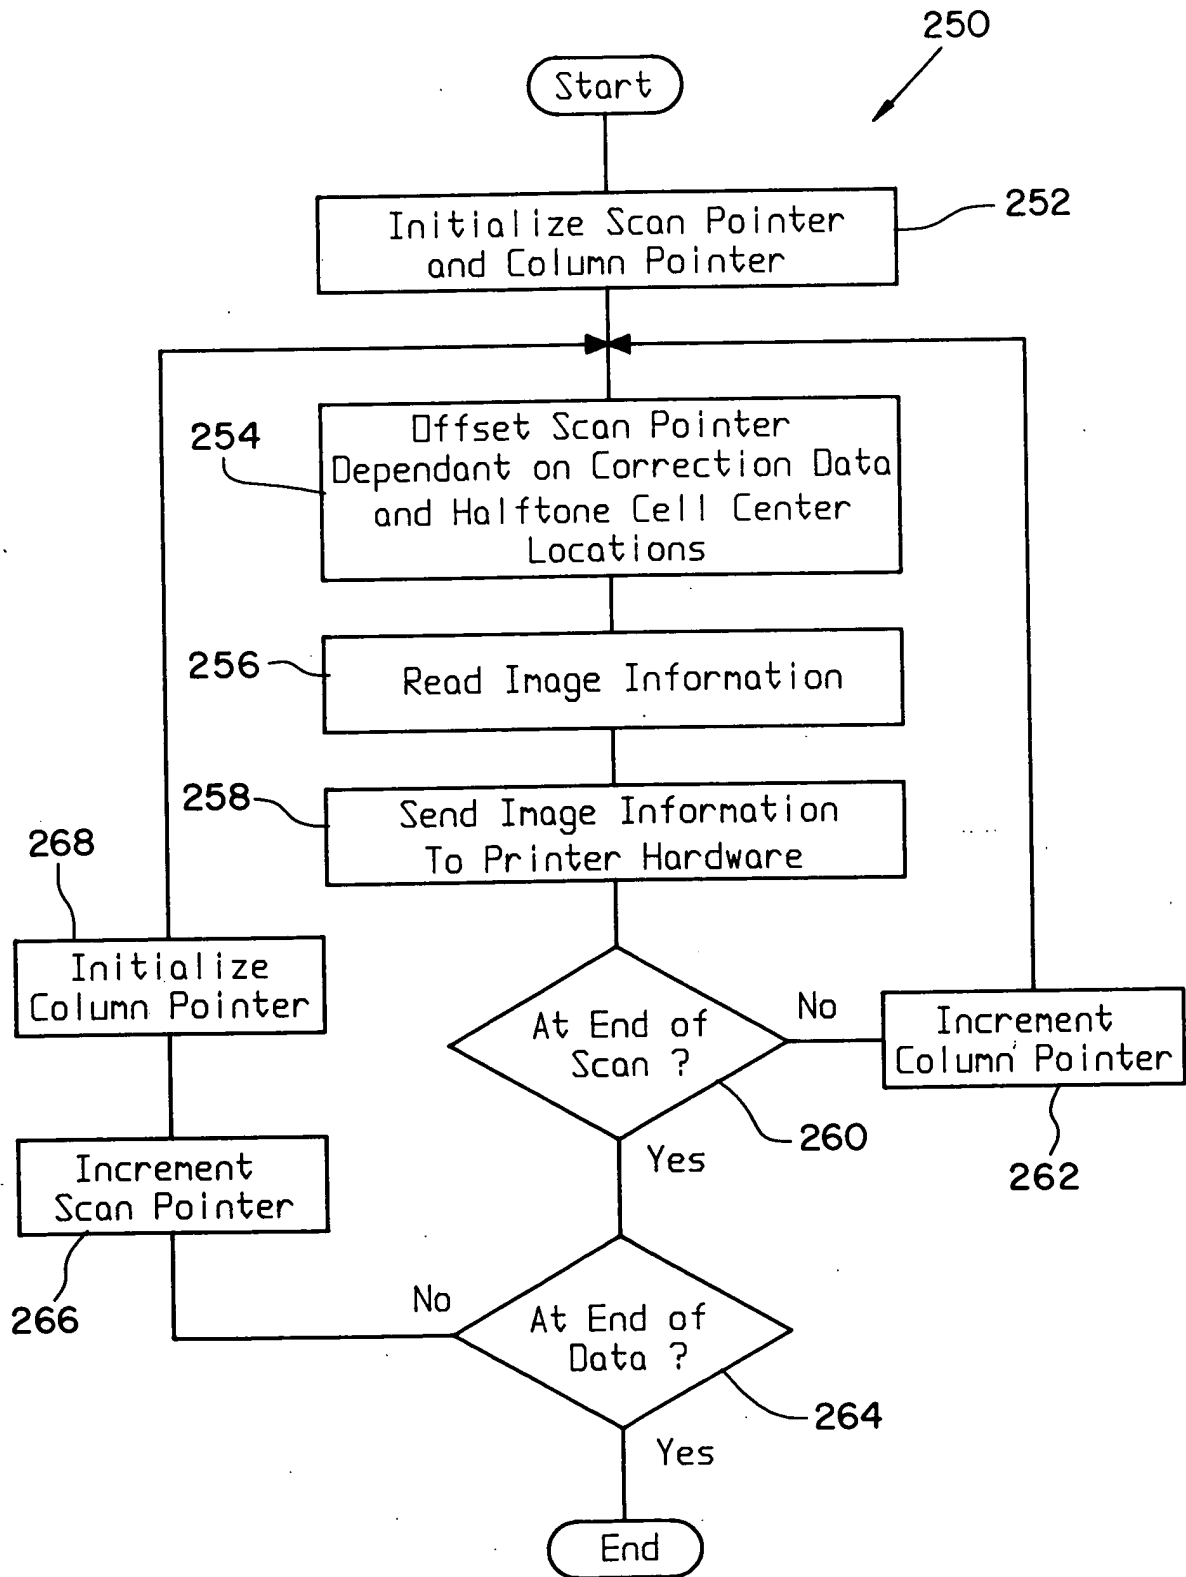 250
Start
Initialize Scan Pointer
and Column Pointer
252
Offset Scan Pointer
Dependant on Correction Data
and Halftone Cell Center
Locations
254
Read Image Information
256
Send Image Information
To Printer Hardware
258
268
Initialize
Column Pointer
At End of
Scan ?
No
Increment
Column Pointer
260
262
Yes
Increment
Scan Pointer
266
No
At End of
Data ?
264
Yes
End